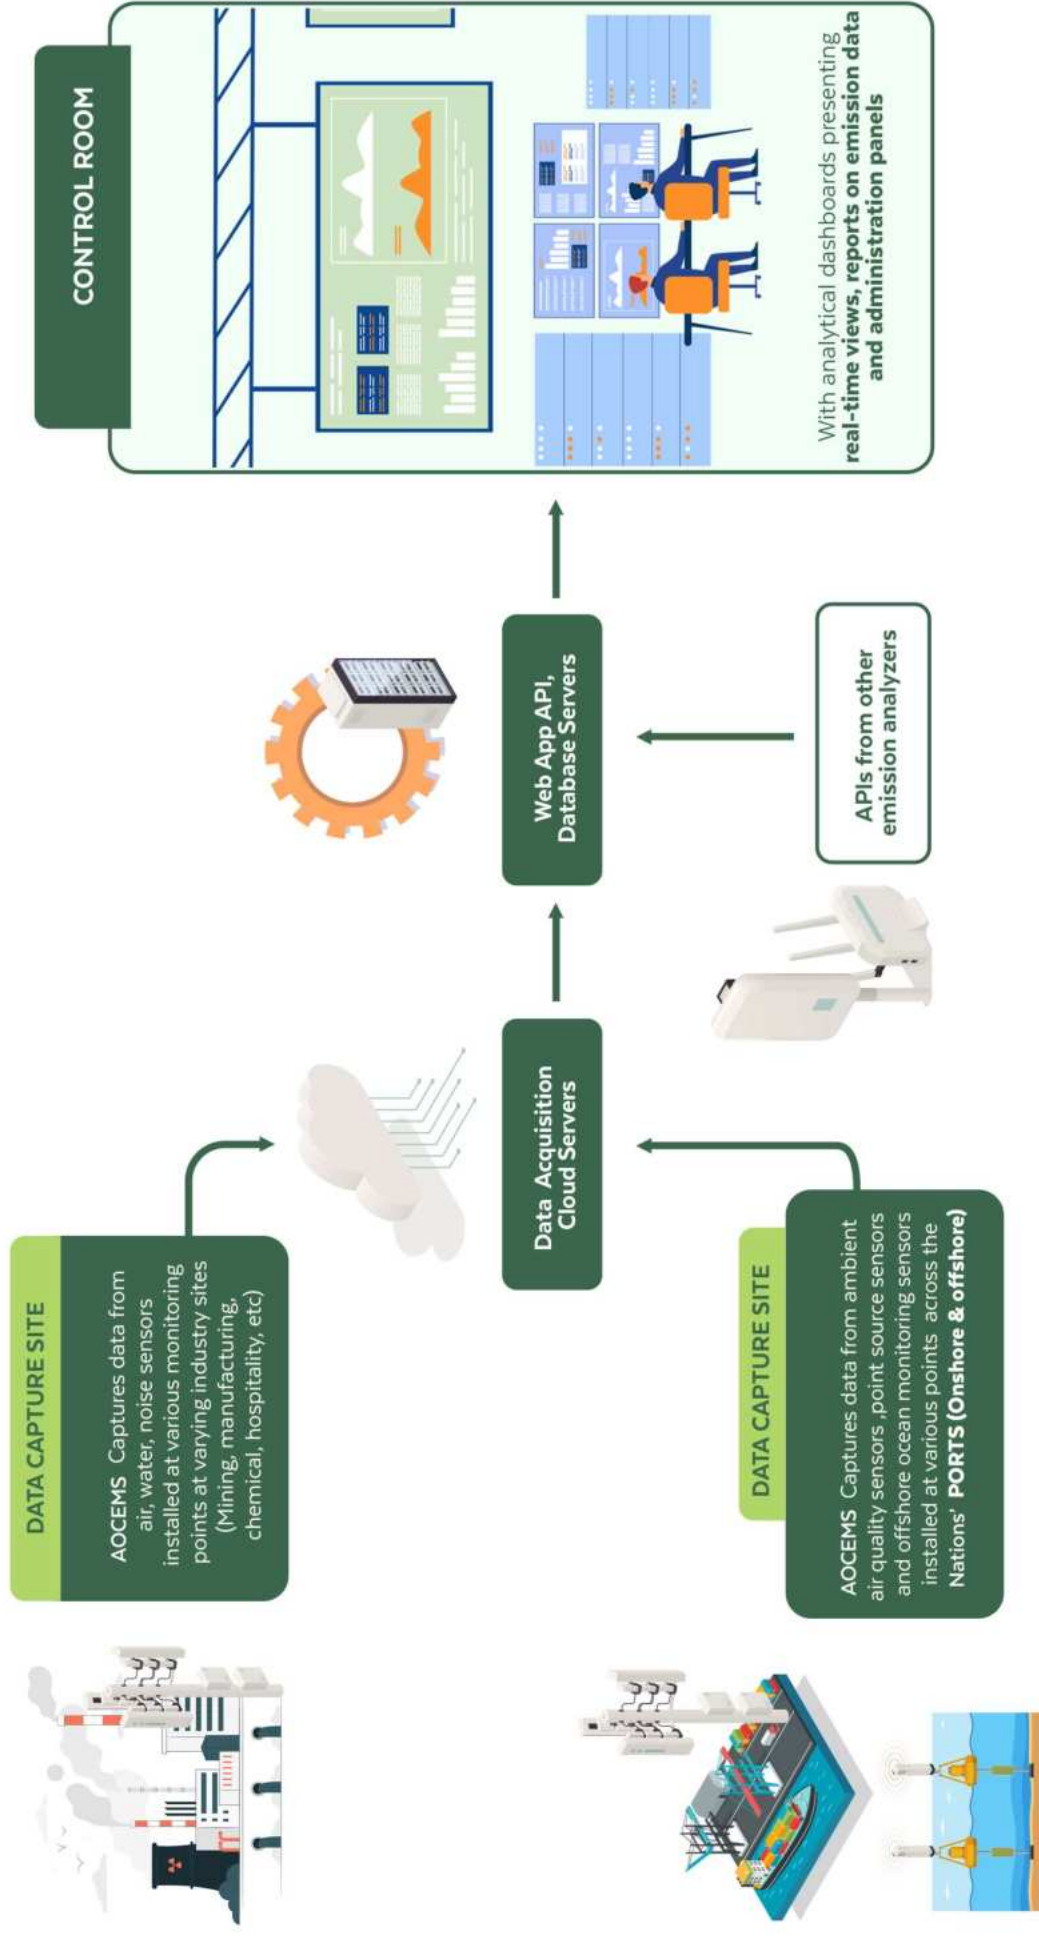 DATA CAPTURE SITE
AOCEMS Captures data from
air, water, noise sensors
installed at various monitoring
points at varying industry sites
(Mining, manufacturing,
chemical, hospitality, etc)
DATA CAPTURE SITE
AOCEMS Captures data from ambient
air quality sensors ,point source sensors
and offshore ocean monitoring sensors
installed at various points across the
Nations' PORTS (Onshore & offshore)
Data Acquisition
Cloud Servers
Web App API,
Database Servers
APIs from other
emission analyzers
CONTROL ROOM
With analytical dashboards presenting
real-time views, reports on emission data
and administration panels